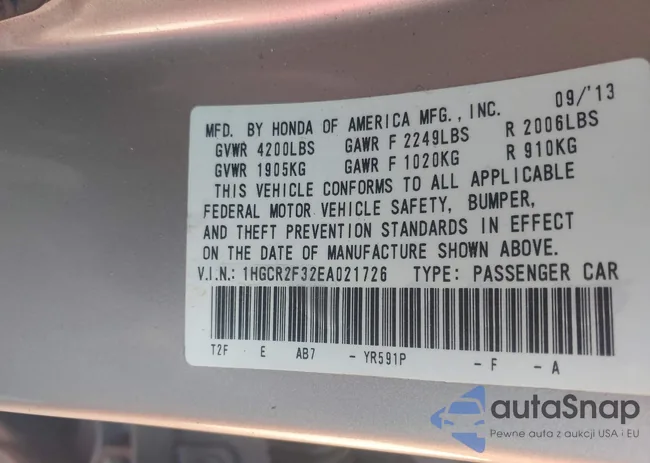 MFD. BY HONDA OF AMERICA MFG., INC. 09/'13
GVWR 4200LBS GAWR F 2249LBS R 2006LBS
GVWR 1905KG GAWR F 1020KG R 910KG
THIS VEHICLE CONFORMS TO ALL APPLICABLE
FEDERAL MOTOR VEHICLE SAFETY, BUMPER,
AND THEFT PREVENTION STANDARDS IN EFFECT
ON THE DATE OF MANUFACTURE SHOWN ABOVE.
V.I.N.: 1HGCR2F32EA021726 TYPE: PASSENGER CAR
T2F E AB7 - YR591P - F - A
autaSnap
Pewne auta z aukcji USA i EU